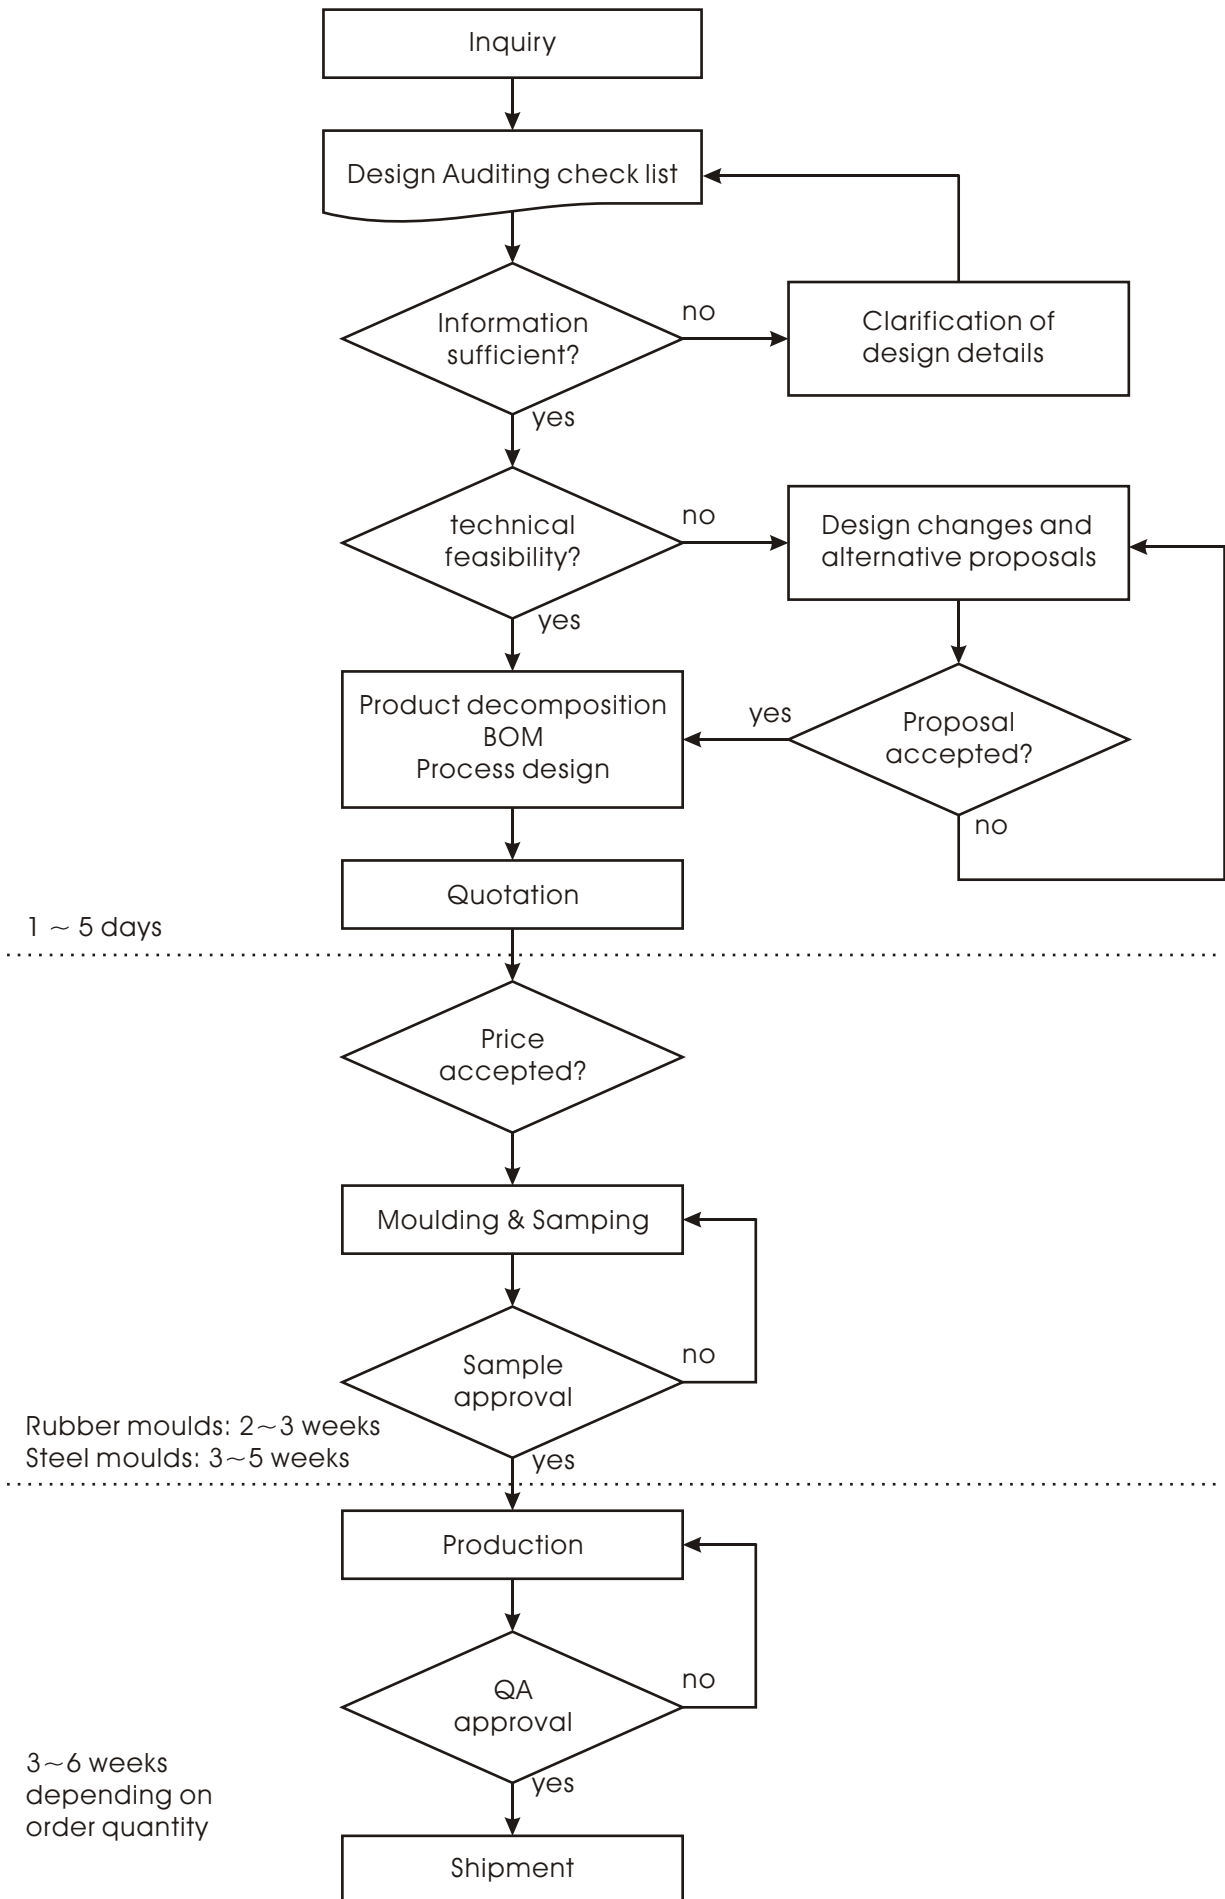 Inquiry
Design Auditing check list
Information
sufficient?
no
Clarification of
design details
yes
technical
feasibility?
no
Design changes and
alternative proposals
yes
Product decomposition
BOM
Process design
yes
Proposal
accepted?
no
Quotation
1 ~ 5 days
Price
accepted?
Moulding & Samping
Sample
approval
no
Rubber moulds: 2~3 weeks
Steel moulds: 3~5 weeks
yes
Production
QA
approval
no
3~6 weeks
depending on
order quantity
yes
Shipment